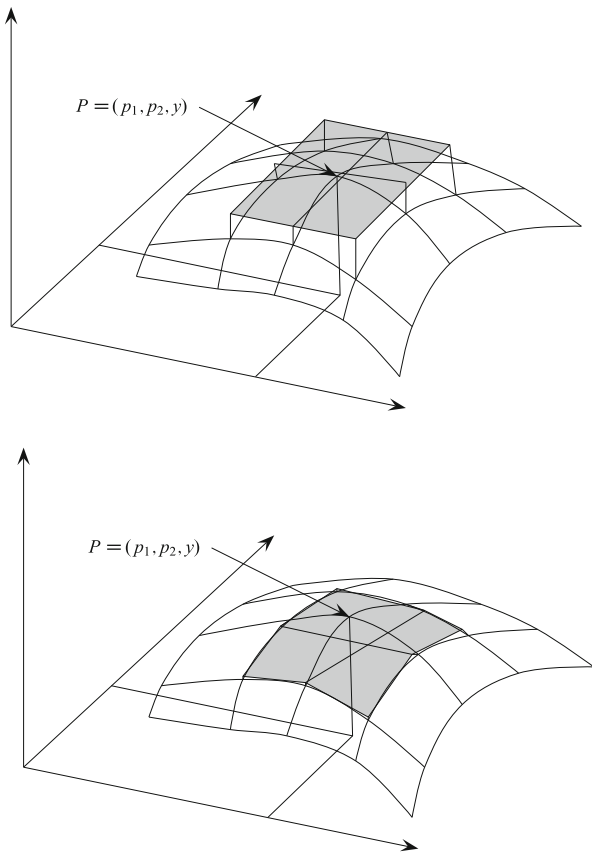 P = (p₁, p₂, y)
P = (p₁, p₂, y)